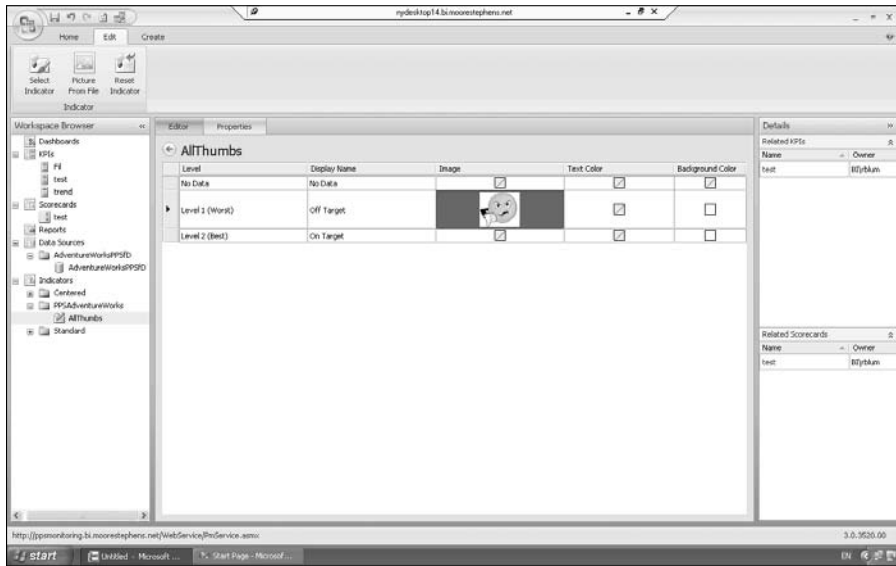 nydesktop14.bi.moorestephens.net
Home Edit Create
Select Indicator
Picture From File
Reset Indicator
Indicator
Workspace Browser
Dashboards
KPIs
test
trend
Scorecards
test
Reports
Data Sources
AdventureWorksPPSfD
AdventureWorksPPSfD
Indicators
Centered
PPSAdventureWorks
AllThumbs
Standard
Editor Properties
AllThumbs
Level Display Name Image Text Color Background Color
No Data No Data
Level 1 (Worst) Off Target
Level 2 (Best) On Target
Details
Related KPIs
Name Owner
test
Related Scorecards
Name Owner
test
http://ppsmonitoring.bi.moorestephens.net/WebService/PmService.asmx
3.0.3526.00
start
Untitled - Microsoft ...
Start Page - Microsof...
EN